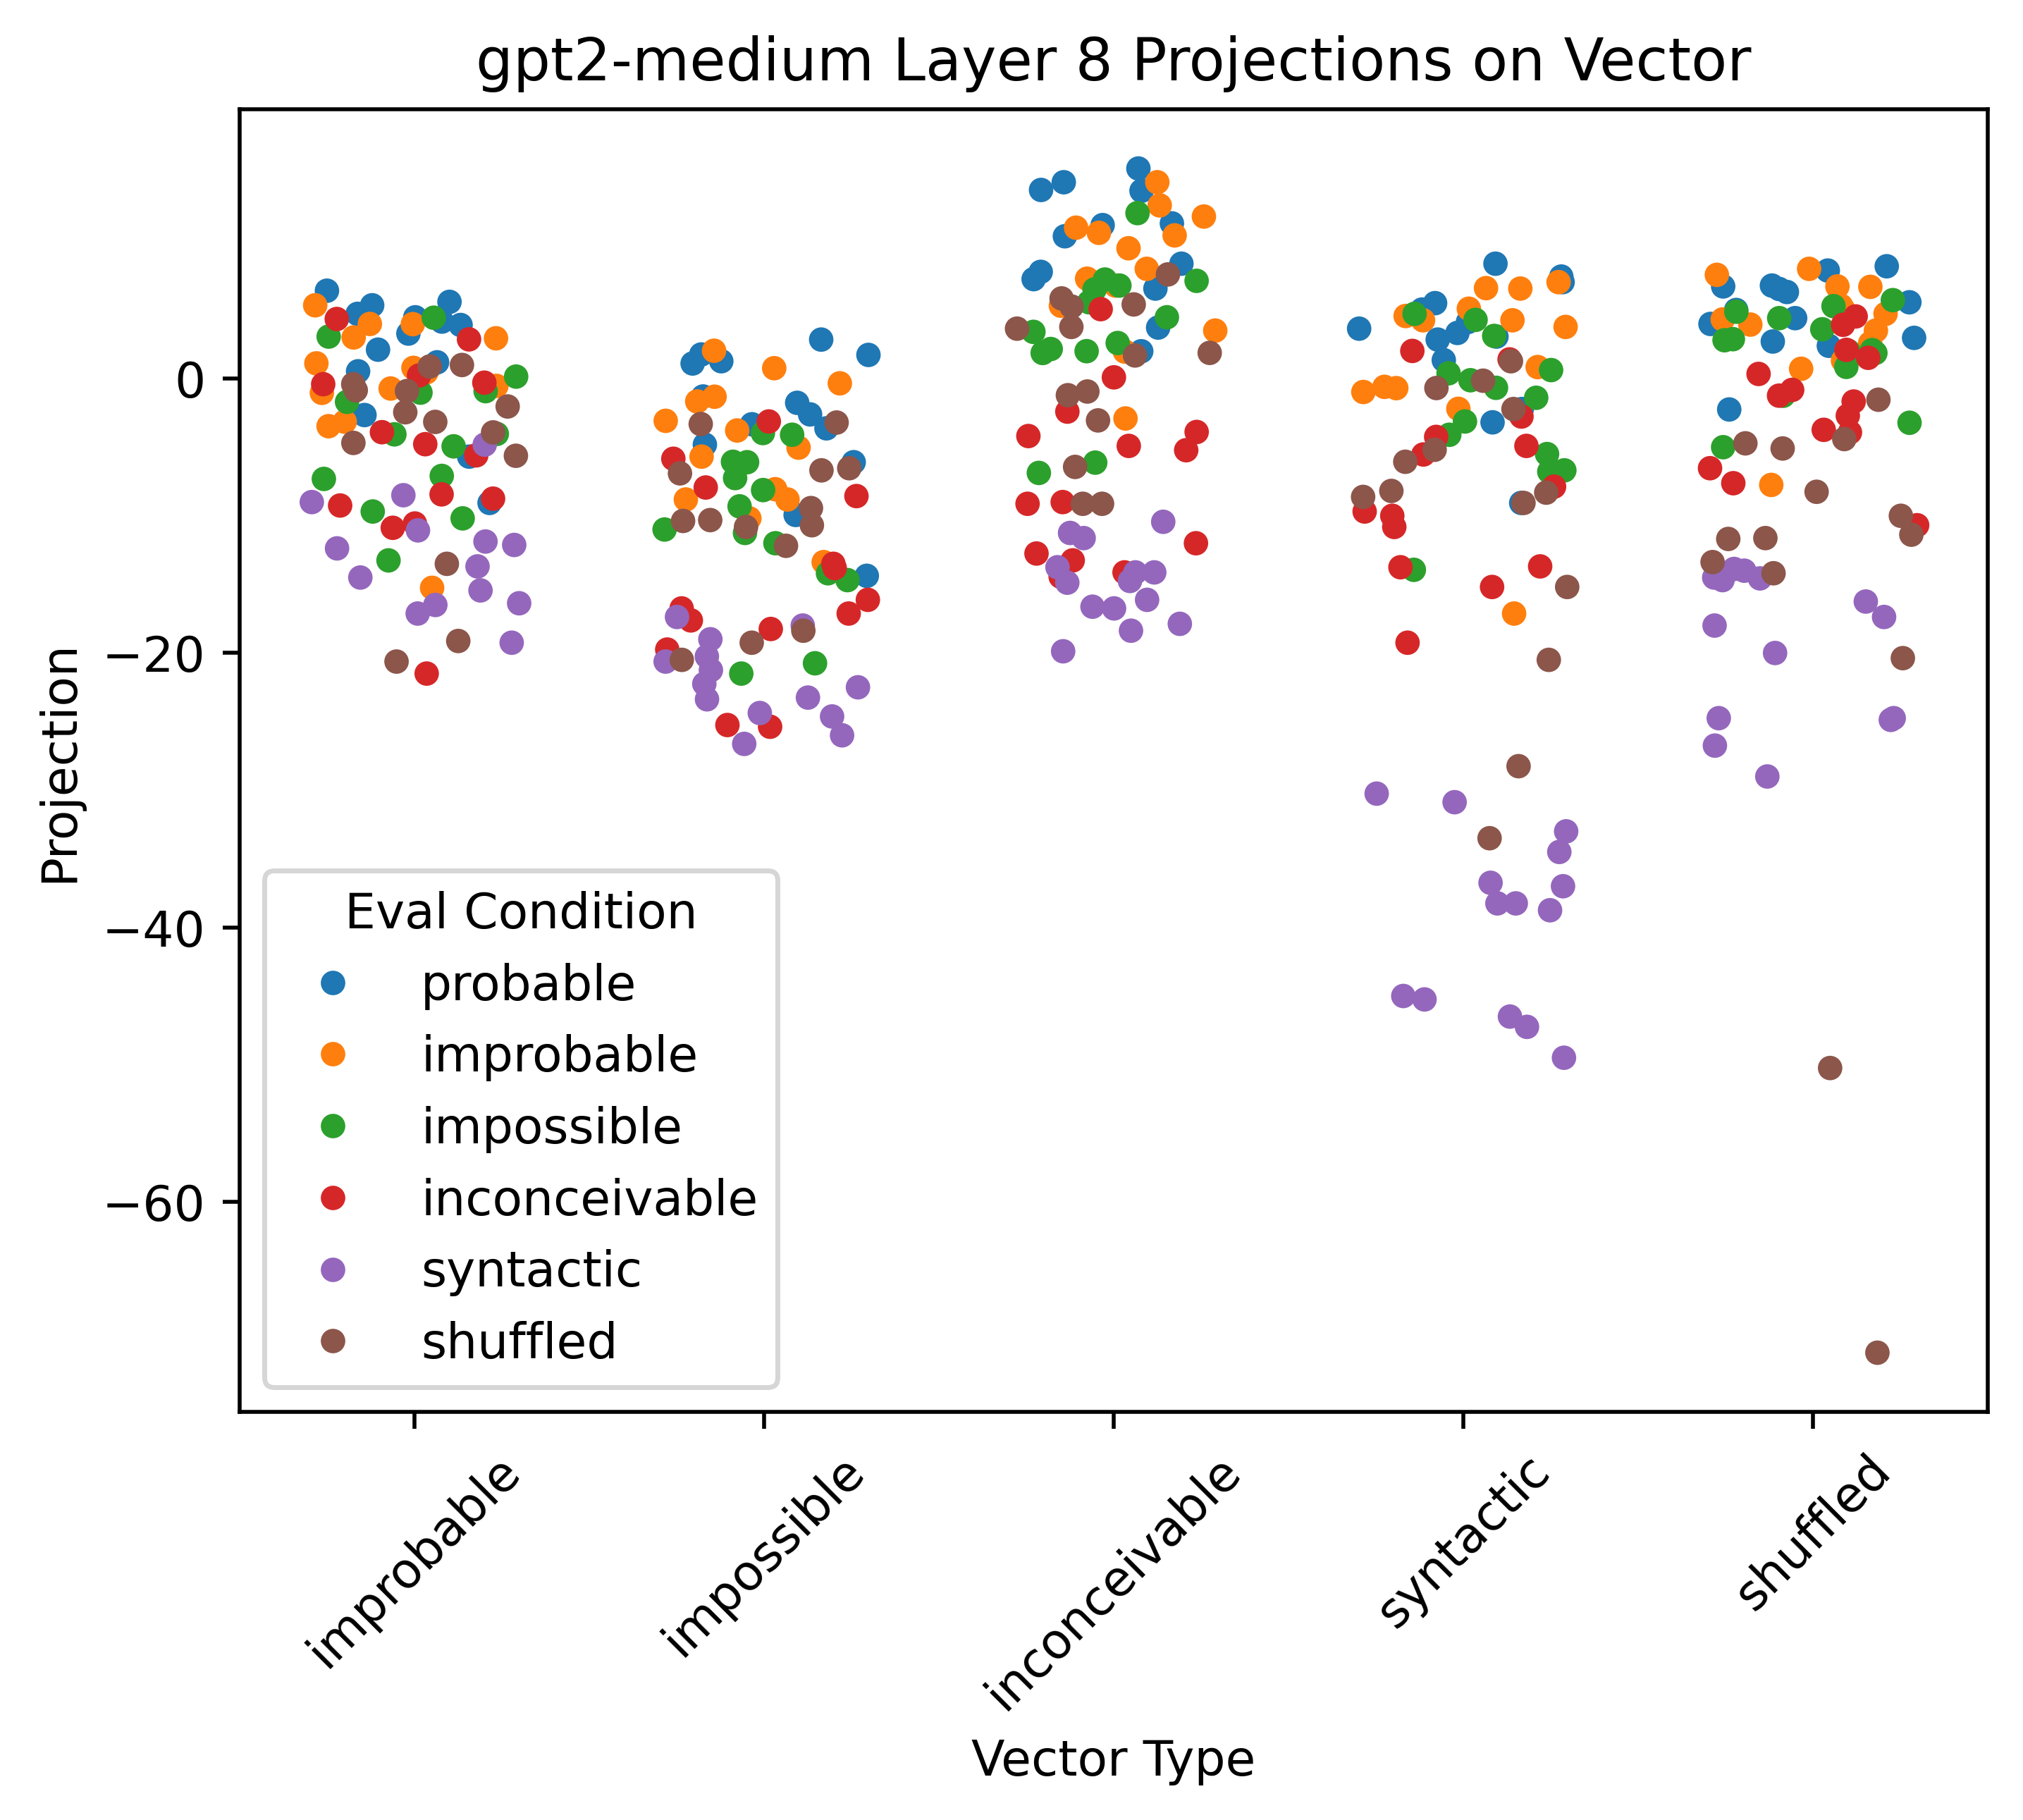 gpt2-medium Layer 8 Projections on Vector
Projection
0
−20
−40
−60
Eval Condition
probable
improbable
impossible
inconceivable
syntactic
shuffled
improbable
impossible
inconceivable
syntactic
shuffled
Vector Type